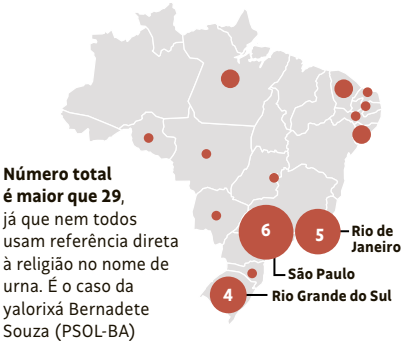 Número total
é maior que 29,
já que nem todos
usam referência direta
à religião no nome de
urna. É o caso da
yalorixá Bernadete
Souza (PSOL-BA)
6
5
Rio de
Janeiro
São Paulo
4
Rio Grande do Sul